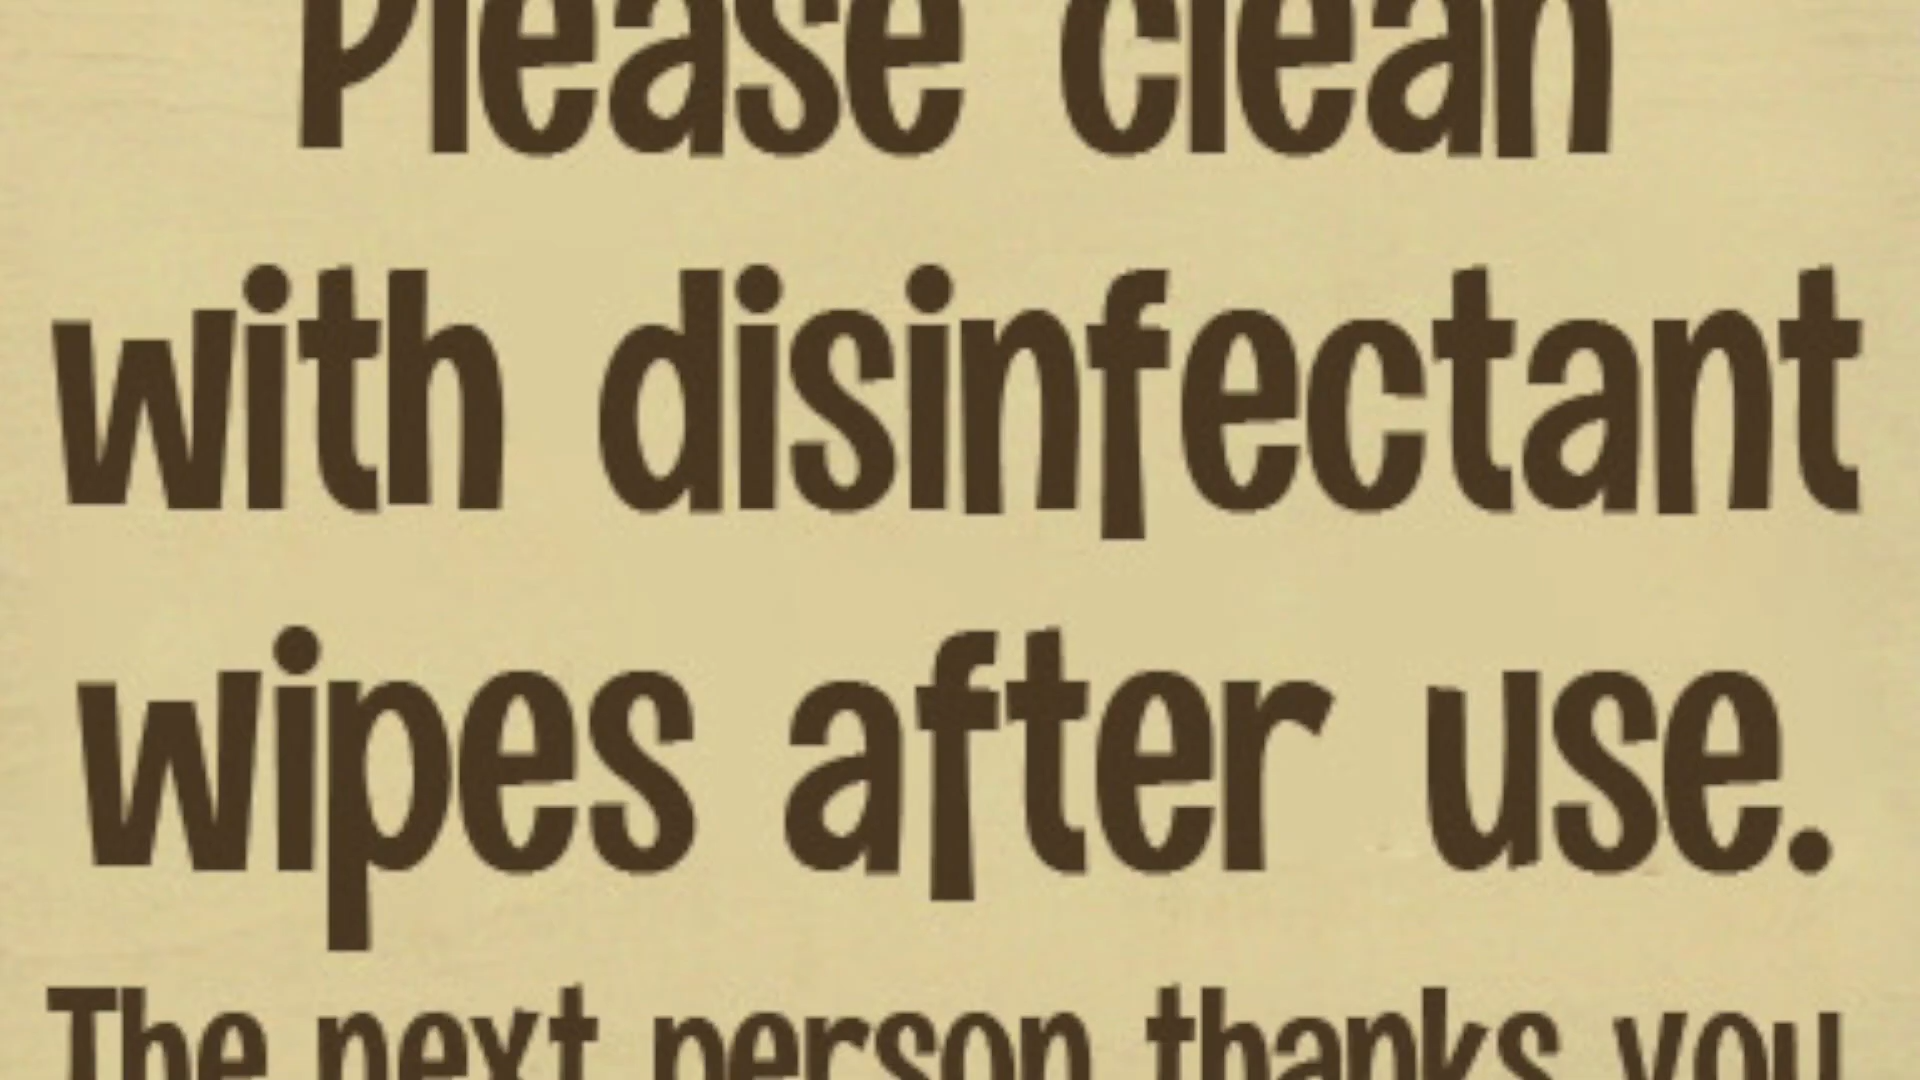 Please clean
with disinfectant
wipes after use.
The next person thanks you